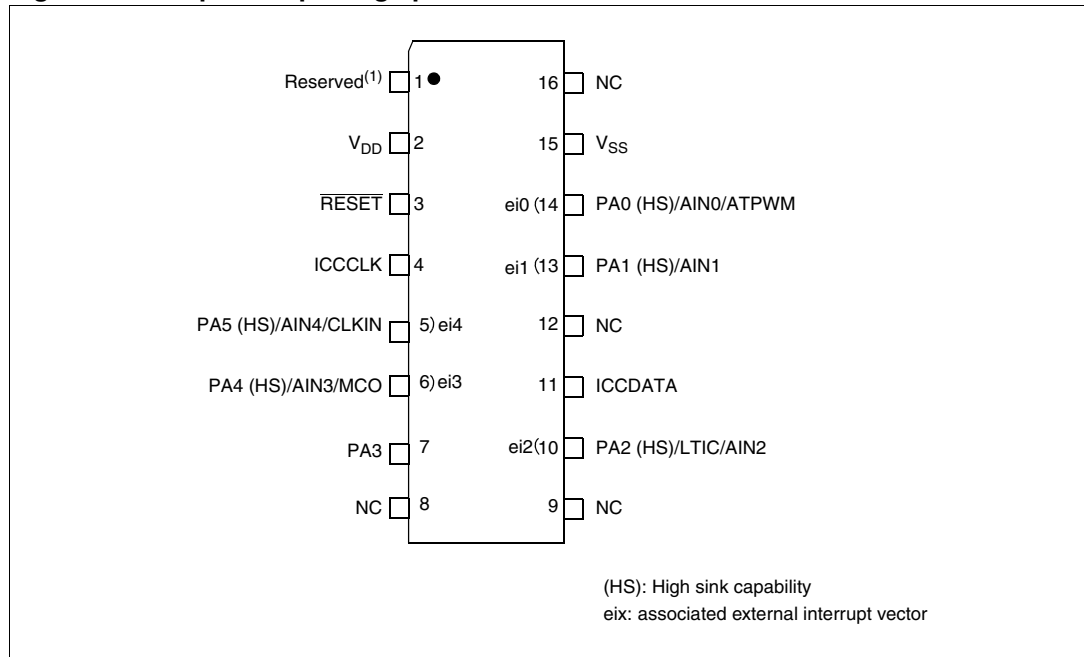 Reserved(1) 1 16 NC
VDD 2 15 VSS
RESET 3 ei0 (14 PA0 (HS)/AIN0/ATPWM
ICCCLK 4 ei1 (13 PA1 (HS)/AIN1
PA5 (HS)/AIN4/CLKIN 5) ei4 12 NC
PA4 (HS)/AIN3/MCO 6) ei3 11 ICCDATA
PA3 7 ei2(10 PA2 (HS)/LTIC/AIN2
NC 8 9 NC
(HS): High sink capability
eix: associated external interrupt vector